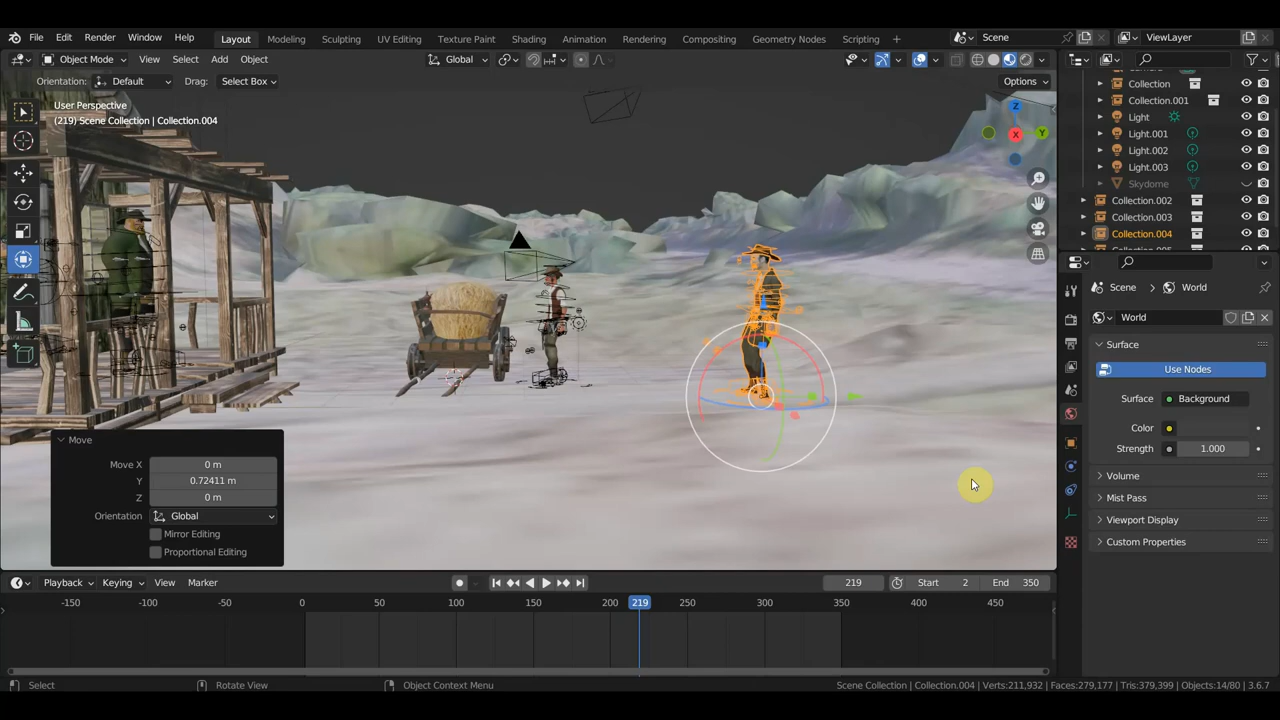 File Edit Render Window Help Layout Modeling Sculpting UV Editing Texture Paint Shading Animation Rendering Compositing Geometry Nodes Scripting + Scene ViewLayer
Object Mode View Select Add Object Global
Orientation: Default Drag: Select Box Options
User Perspective
(219) Scene Collection | Collection.004
Z
X
Y
Collection
Collection.001
Light
Light.001
Light.002
Light.003
Skydome
Collection.002
Collection.003
Collection.004
Scene World
World
Surface
Use Nodes
Surface Background
Color
Strength 1.000
Volume
Mist Pass
Viewport Display
Custom Properties
Move
Move X 0 m
Y 0.72411 m
Z 0 m
Orientation Global
Mirror Editing
Proportional Editing
Playback Keying View Marker 219 Start 2 End 350
-150 -100 -50 0 50 100 150 200 219 250 300 350 400 450
Select Rotate View Object Context Menu Scene Collection | Collection.004 | Verts:211,932 | Faces:279,177 | Tris:379,399 | Objects:14/80 | 3.6.7